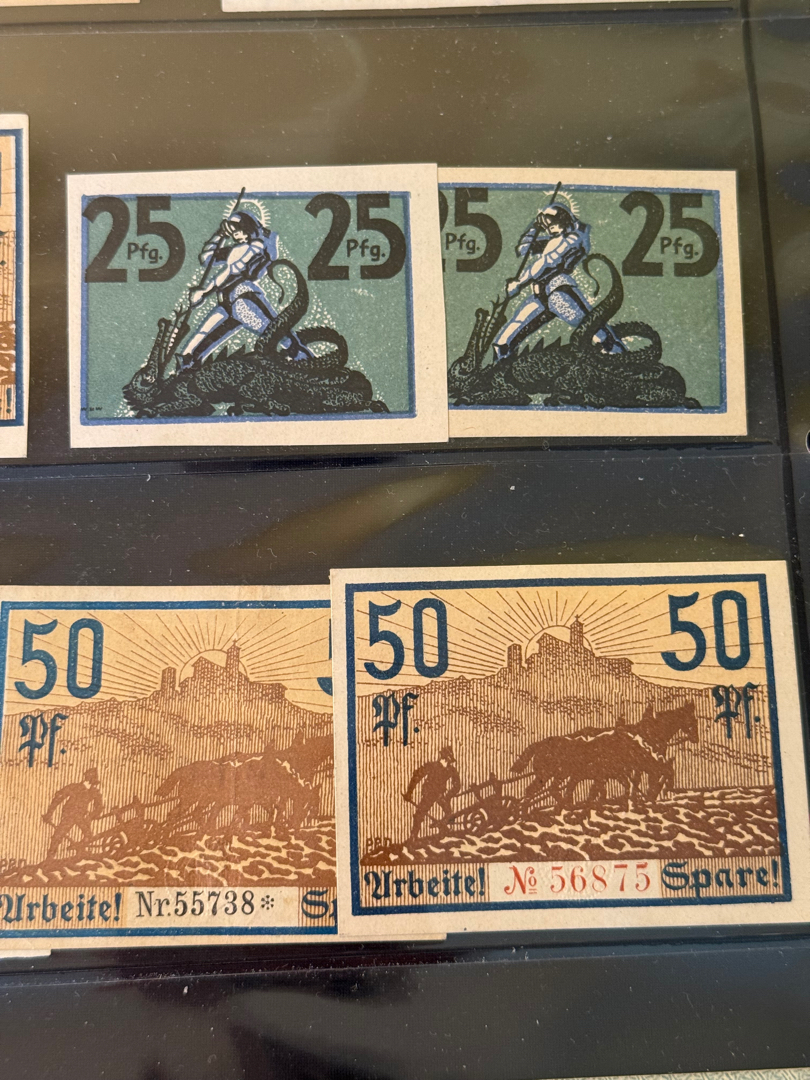 25 Pfg. 25 Pfg.
25 Pfg. 25 Pfg.
50
Pf.
Arbeite! Nr.55738*
50 50
Pf. Pf.
Arbeite! № 56875 Spare!